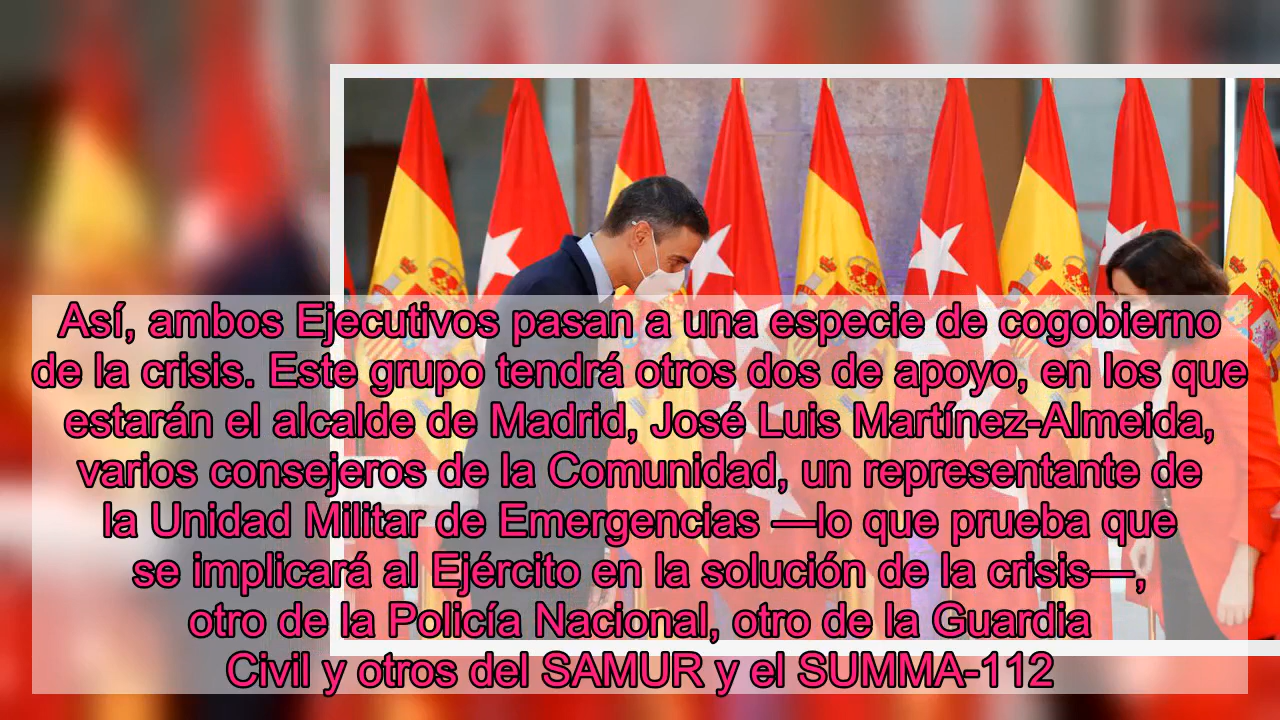 Así, ambos Ejecutivos pasan a una especie de cogobierno
de la crisis. Este grupo tendrá otros dos de apoyo, en los que
estarán el alcalde de Madrid, José Luis Martínez-Almeida,
varios consejeros de la Comunidad, un representante de
la Unidad Militar de Emergencias —lo que prueba que
se implicará al Ejército en la solución de la crisis—,
otro de la Policía Nacional, otro de la Guardia
Civil y otros del SAMUR y el SUMMA-112